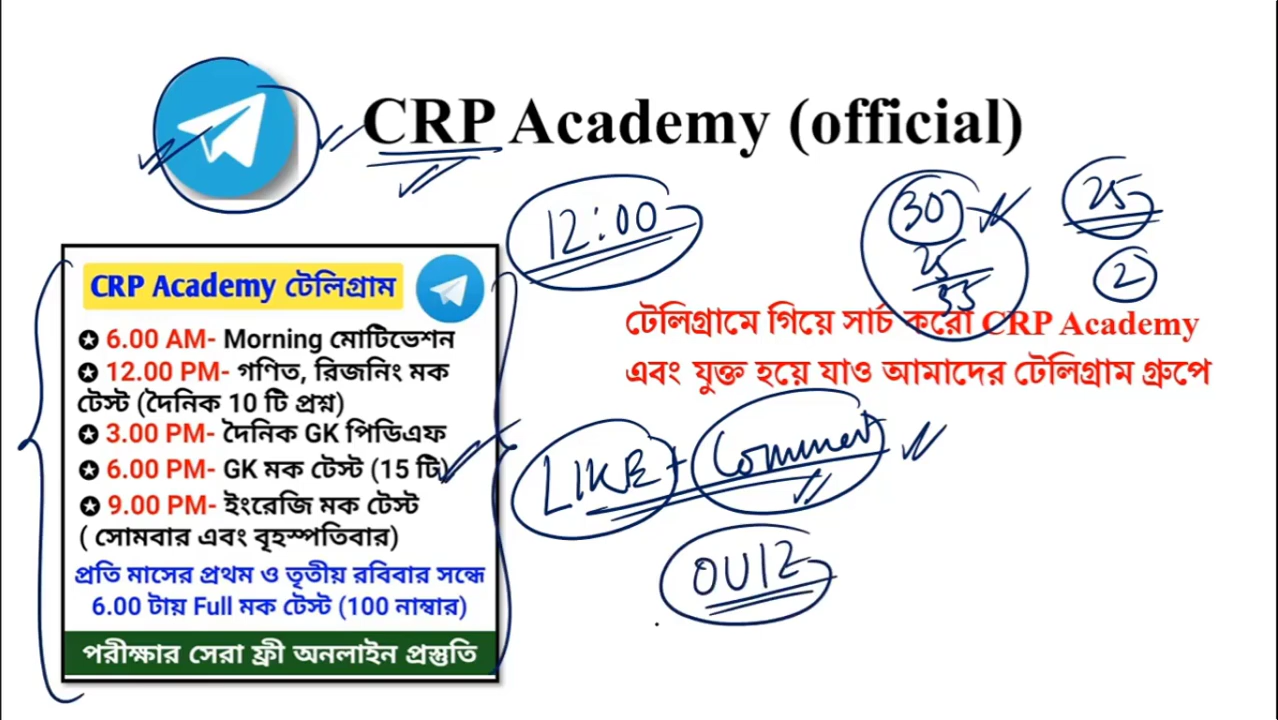 CRP Academy (official)
12:00
30
25
25
2
33
CRP Academy টেলিগ্রাম
6.00 AM- Morning মোটিভেশন
12.00 PM- গণিত, রিজনিং মক
টেস্ট (দৈনিক 10 টি প্রশ্ন)
3.00 PM- দৈনিক GK পিডিএফ
6.00 PM- GK মক টেস্ট (15 টি)
9.00 PM- ইংরেজি মক টেস্ট
( সোমবার এবং বৃহস্পতিবার)
প্রতি মাসের প্রথম ও তৃতীয় রবিবার সন্ধে
6.00 টায় Full মক টেস্ট (100 নাম্বার)
পরীক্ষার সেরা ফ্রী অনলাইন প্রস্তুতি
টেলিগ্রামে গিয়ে সার্চ করো CRP Academy
এবং যুক্ত হয়ে যাও আমাদের টেলিগ্রাম গ্রুপে
LIKE + Comment
QUIZ